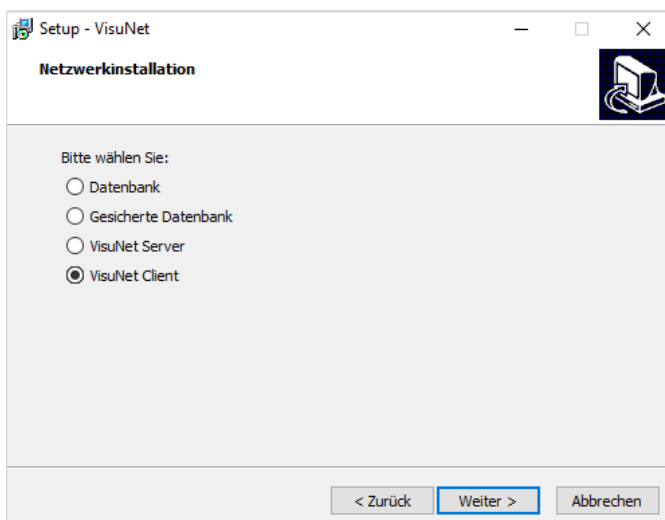 Setup - VisuNet
Netzwerkinstallation
Bitte wählen Sie:
Datenbank
Gesicherte Datenbank
VisuNet Server
VisuNet Client
< Zurück Weiter > Abbrechen